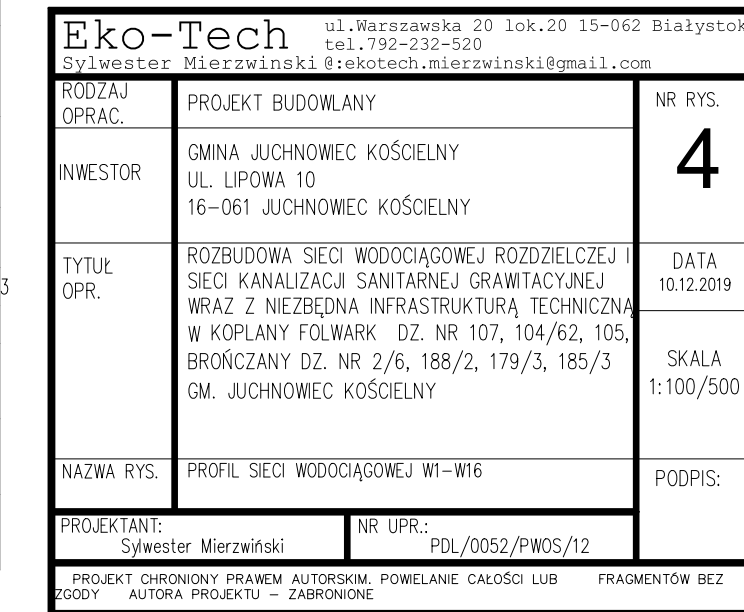 Eko-Tech
ul.Warszawska 20 lok.20 15-062 Białystok
tel.792-232-520
Sylwester Mierzwinski @:ekotech.mierzwinski@gmail.com
RODZAJ
OPRAC.
PROJEKT BUDOWLANY
NR RYS.
4
INWESTOR
GMINA JUCHNOWIEC KOŚCIELNY
UL. LIPOWA 10
16-061 JUCHNOWIEC KOŚCIELNY
3
TYTUŁ
OPR.
ROZBUDOWA SIECI WODOCIĄGOWEJ ROZDZIELCZEJ I
SIECI KANALIZACJI SANITARNEJ GRAWITACYJNEJ
WRAZ Z NIEZBĘDNA INFRASTRUKTURĄ TECHNICZNĄ
W KOPLANY FOLWARK DZ. NR 107, 104/62, 105,
BROŃCZANY DZ. NR 2/6, 188/2, 179/3, 185/3
GM. JUCHNOWIEC KOŚCIELNY
DATA
10.12.2019
SKALA
1:100/500
NAZWA RYS.
PROFIL SIECI WODOCIĄGOWEJ W1-W16
PODPIS:
PROJEKTANT:
Sylwester Mierzwiński
NR UPR.:
PDL/0052/PWOS/12
PROJEKT CHRONIONY PRAWEM AUTORSKIM. POWIELANIE CAŁOŚCI LUB FRAGMENTÓW BEZ
ZGODY AUTORA PROJEKTU – ZABRONIONE